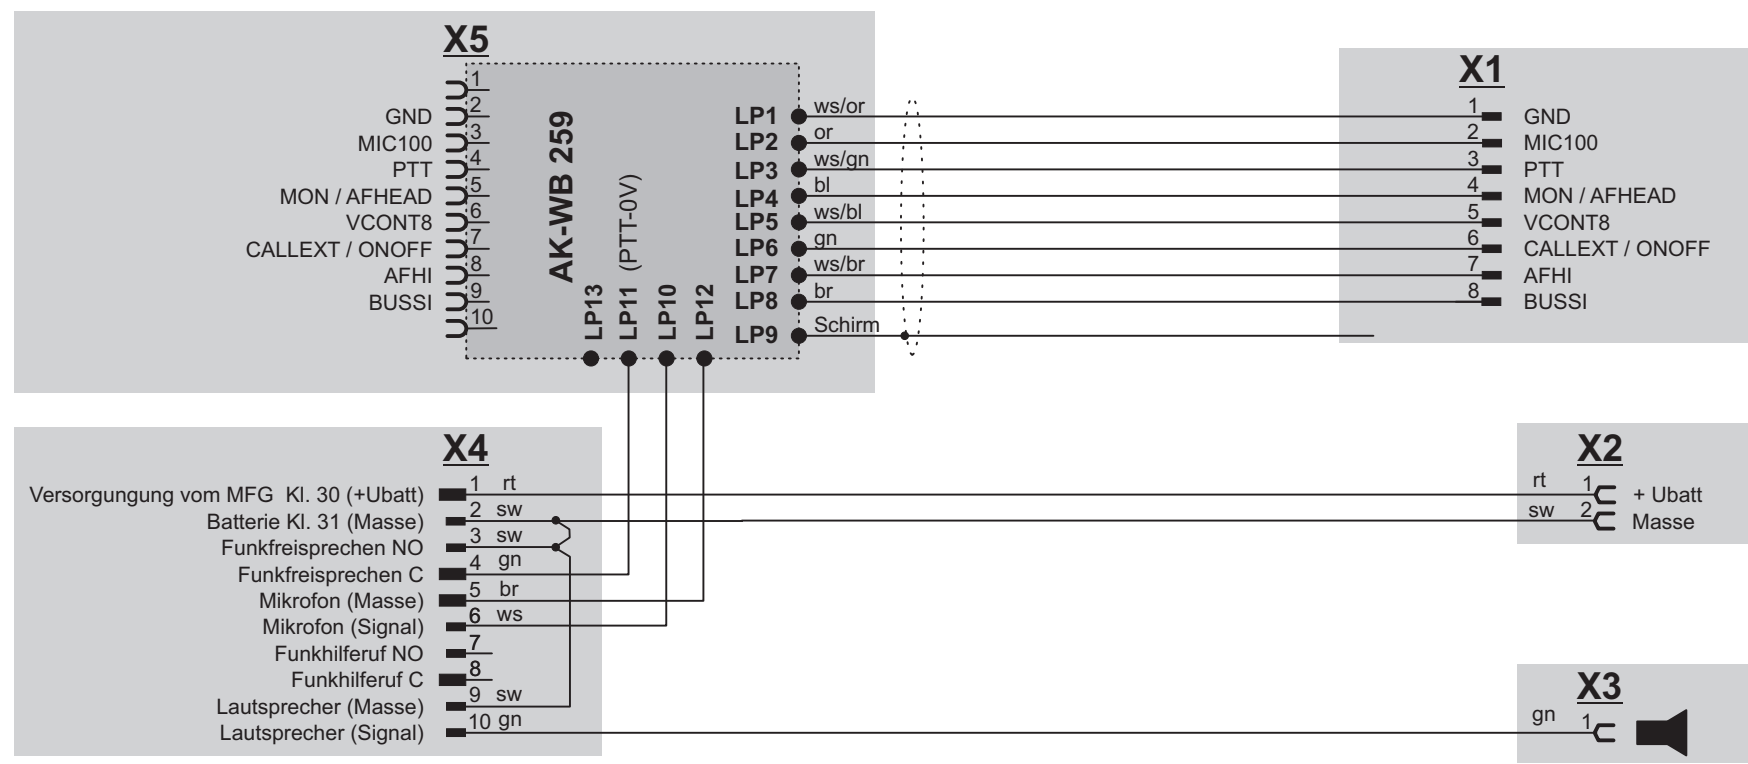 X5
1
GND 2
MIC100 3
PTT 4
MON / AFHEAD 5
VCONT8 6
CALLEXT / ONOFF 7
AFHI 8
BUSSI 9
10
AK-WB 259
(PTT-0V)
LP13
LP11
LP10
LP12
LP1 ws/or
LP2 or
LP3 ws/gn
LP4 bl
LP5 ws/bl
LP6 gn
LP7 ws/br
LP8 br
LP9 Schirm
X1
1 GND
2 MIC100
3 PTT
4 MON / AFHEAD
5 VCONT8
6 CALLEXT / ONOFF
7 AFHI
8 BUSSI
X4
Versorgungung vom MFG Kl. 30 (+Ubatt) 1 rt
Batterie Kl. 31 (Masse) 2 sw
Funkfreisprechen NO 3 sw
Funkfreisprechen C 4 gn
Mikrofon (Masse) 5 br
Mikrofon (Signal) 6 ws
Funkhilferuf NO 7
Funkhilferuf C 8
Lautsprecher (Masse) 9 sw
Lautsprecher (Signal) 10 gn
X2
rt 1 + Ubatt
sw 2 Masse
X3
gn 1